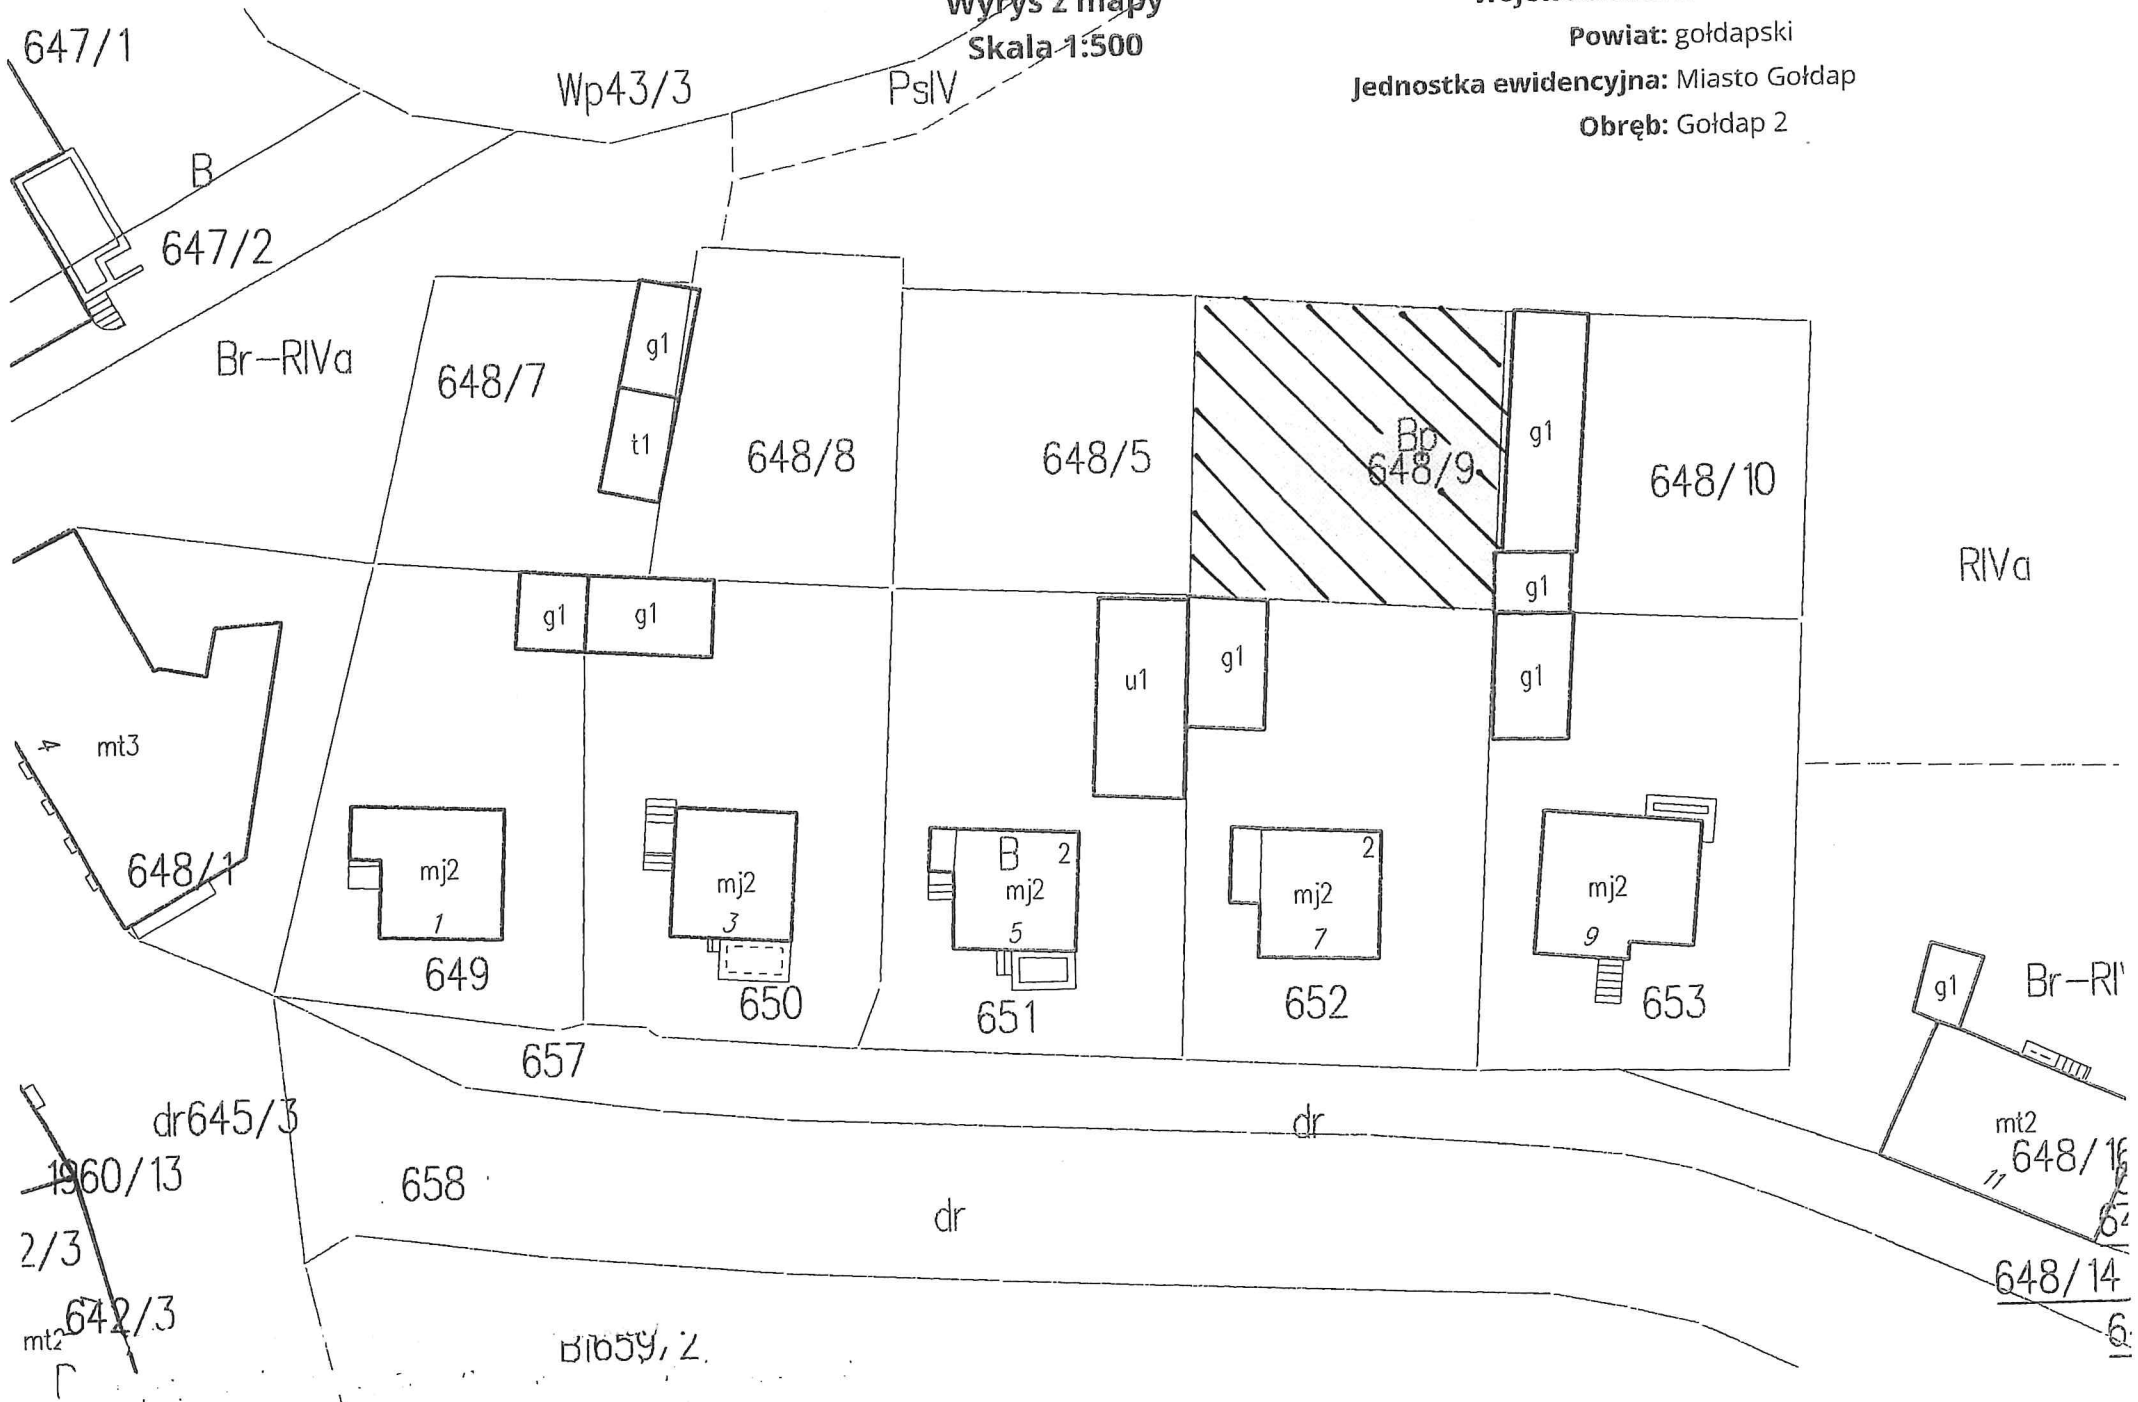 Wyrys z mapy
Skala 1:500
Powiat: gołdapski
Jednostka ewidencyjna: Miasto Gołdap
Obręb: Gołdap 2
647/1
Wp43/3
PsIV
B
647/2
Br-RIVa
648/7
g1
t1
648/8
648/5
Bp
648/9
g1
648/10
RIVa
g1
g1
g1
u1
g1
g1
4
mt3
648/1
mj2
1
649
mj2
3
650
B
2
mj2
5
651
2
mj2
7
652
mj2
9
653
g1
Br-RI
657
dr
dr645/3
mt2
648/16
11
1960/13
658
dr
2/3
648/14
642/3
mt2
6